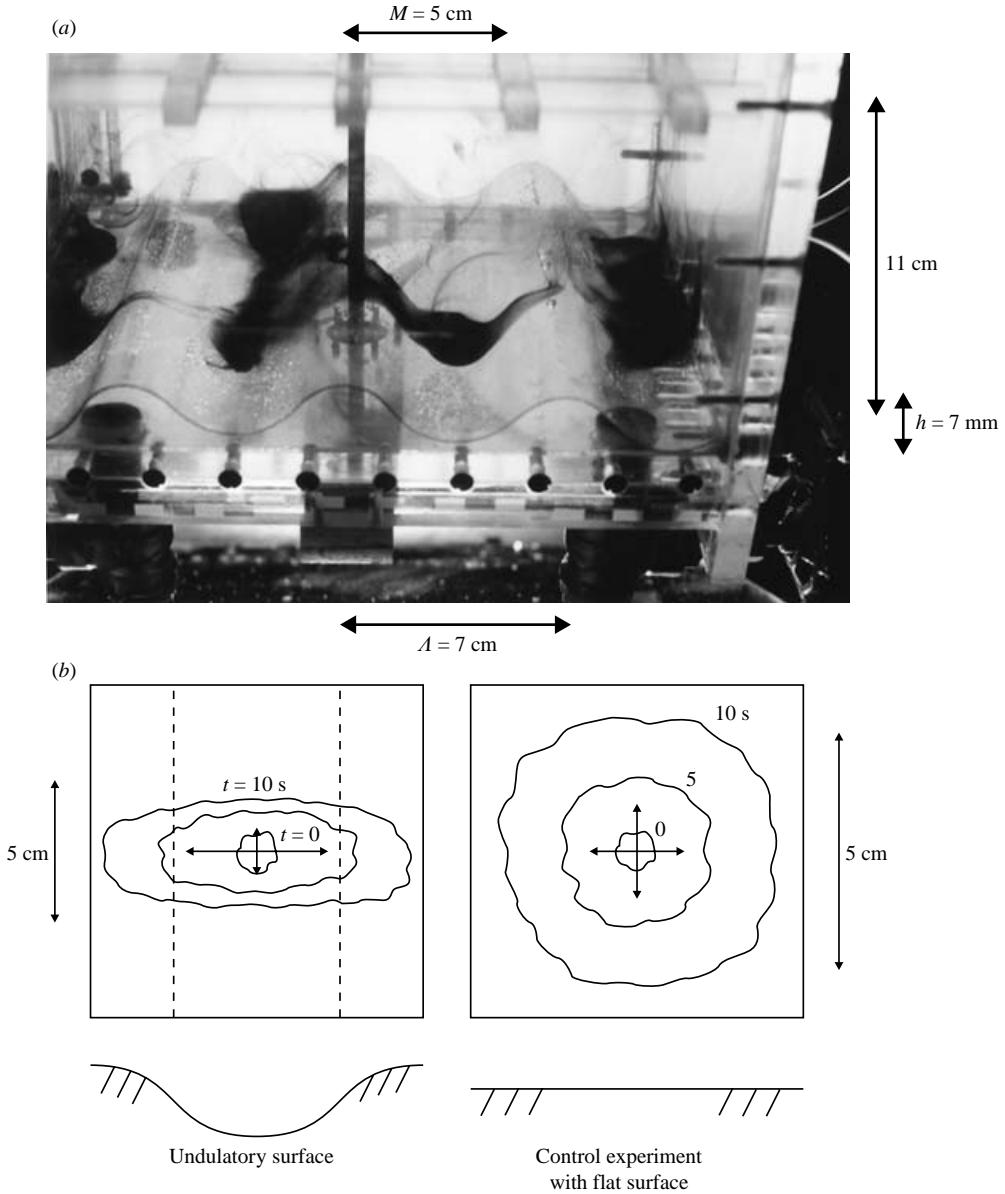 (a)
M = 5 cm
11 cm
h = 7 mm
Λ = 7 cm
(b)
t = 10 s
t = 0
5 cm
10 s
5
0
5 cm
Undulatory surface
Control experiment
with flat surface